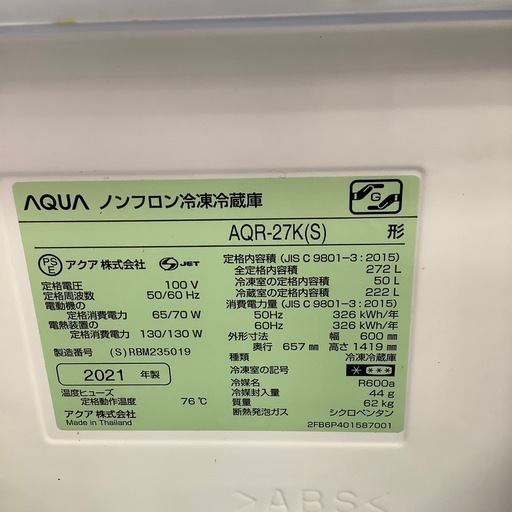 AQUA ノンフロン冷凍冷蔵庫
AQR-27K(S) 形
PSE アクア株式会社 S-JET
定格電圧 100 V
定格周波数 50/60 Hz
電動機の
定格消費電力 65/70 W
電熱装置の
定格消費電力 130/130 W
製造番号 (S)RBM235019
2021 年製
温度ヒューズ
定格動作温度 76℃
アクア株式会社
Made in Thailand
定格内容積(JIS C 9801-3:2015)
全定格内容積 272 L
冷凍室の定格内容積 50 L
冷蔵室の定格内容積 222 L
消費電力量(JIS C 9801-3:2015)
50Hz 326 kWh/年
60Hz 326 kWh/年
外形寸法 幅 600 mm
奥行 657 mm 高さ 1419 mm
種類 冷凍冷蔵庫
冷凍室の記号
冷媒名 R600a
冷媒封入量 44 g
質量 62 kg
断熱発泡ガス シクロペンタン
2FB6P401587001
>ABS<